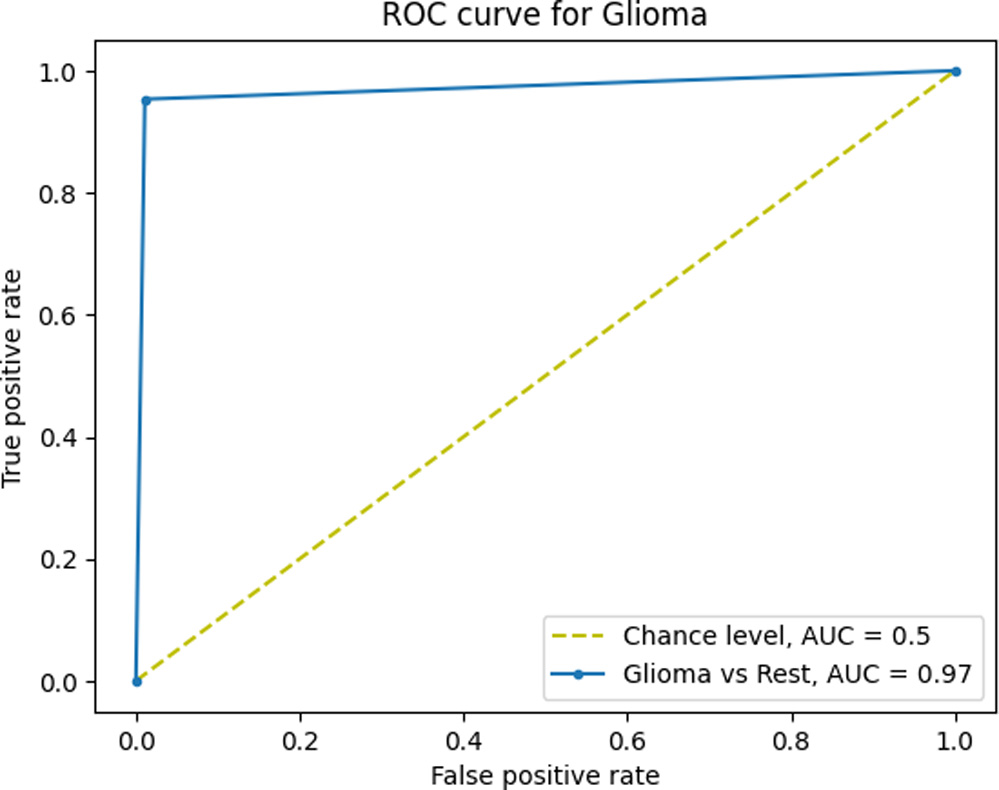 ROC curve for Glioma
True positive rate
1.0
0.8
0.6
0.4
0.2
0.0
Chance level, AUC = 0.5
Glioma vs Rest, AUC = 0.97
0.0 0.2 0.4 0.6 0.8 1.0
False positive rate